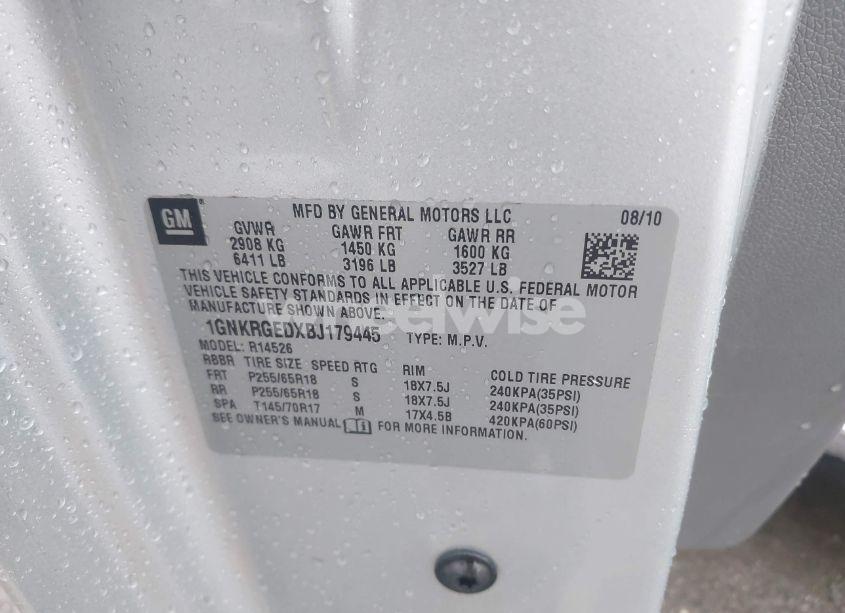 GM
MFD BY GENERAL MOTORS LLC 08/10
GVWR GAWR FRT GAWR RR
2908 KG 1450 KG 1600 KG
6411 LB 3196 LB 3527 LB
THIS VEHICLE CONFORMS TO ALL APPLICABLE U.S. FEDERAL MOTOR
VEHICLE SAFETY STANDARDS IN EFFECT ON THE DATE OF
MANUFACTURE SHOWN ABOVE.
1GNKRGEDXBJ179445 TYPE: M.P.V.
MODEL: R14526
RBBR TIRE SIZE SPEED RTG RIM COLD TIRE PRESSURE
FRT P255/65R18 S 18X7.5J 240KPA(35PSI)
RR P255/65R18 S 18X7.5J 240KPA(35PSI)
SPA T145/70R17 M 17X4.5B 420KPA(60PSI)
SEE OWNER'S MANUAL FOR MORE INFORMATION.